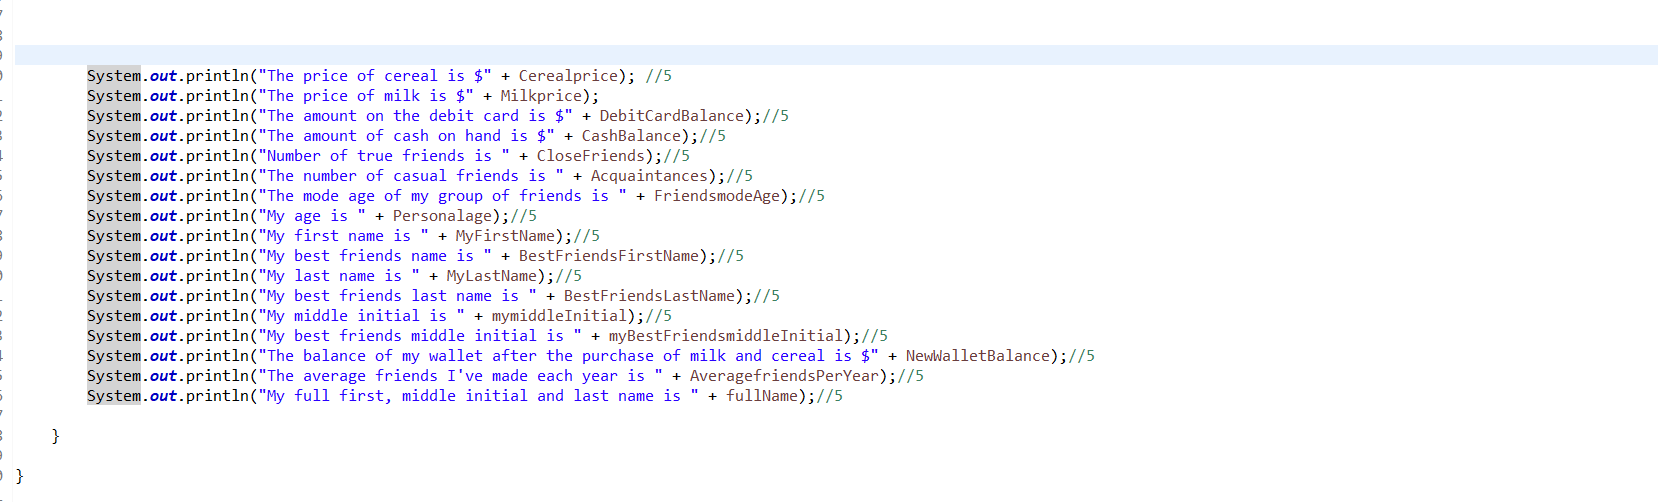 System.out.println("The price of cereal is $" + Cerealprice); //5
System.out.println("The price of milk is $" + Milkprice);
System.out.println("The amount on the debit card is $" + DebitCardBalance);//5
System.out.println("The amount of cash on hand is $" + CashBalance);//5
System.out.println("Number of true friends is " + CloseFriends);//5
System.out.println("The number of casual friends is " + Acquaintances);//5
System.out.println("The mode age of my group of friends is " + FriendsmodeAge);//5
System.out.println("My age is " + Personalage);//5
System.out.println("My first name is " + MyFirstName);//5
System.out.println("My best friends name is " + BestFriendsFirstName);//5
System.out.println("My last name is " + MyLastName);//5
System.out.println("My best friends last name is " + BestFriendsLastName);//5
System.out.println("My middle initial is " + mymiddleInitial);//5
System.out.println("My best friends middle initial is " + myBestFriendsmiddleInitial);//5
System.out.println("The balance of my wallet after the purchase of milk and cereal is $" + NewWalletBalance);//5
System.out.println("The average friends I've made each year is " + AveragefriendsPerYear);//5
System.out.println("My full first, middle initial and last name is " + fullName);//5
}
}